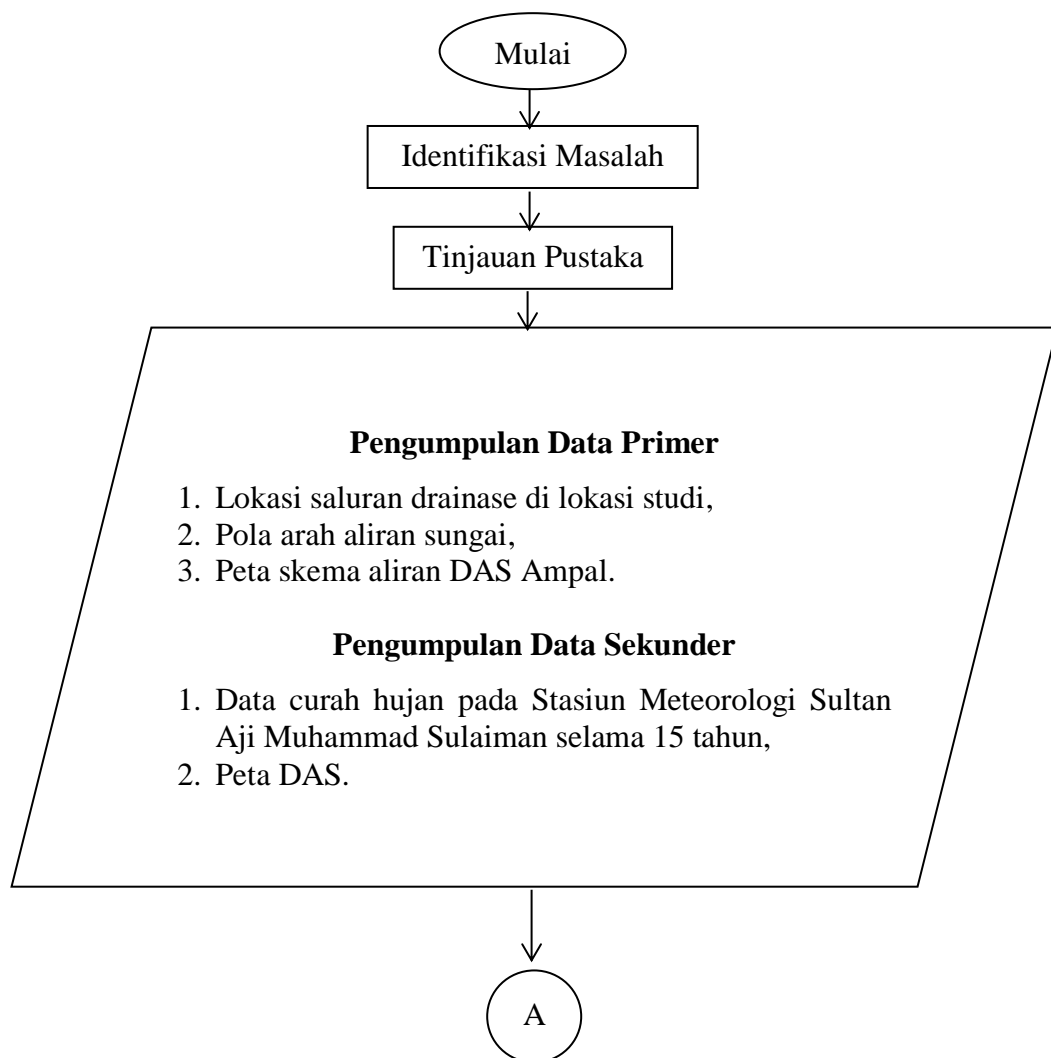 Mulai
Identifikasi Masalah
Tinjauan Pustaka
Pengumpulan Data Primer
1. Lokasi saluran drainase di lokasi studi,
2. Pola arah aliran sungai,
3. Peta skema aliran DAS Ampal.
Pengumpulan Data Sekunder
1. Data curah hujan pada Stasiun Meteorologi Sultan
Aji Muhammad Sulaiman selama 15 tahun,
2. Peta DAS.
A